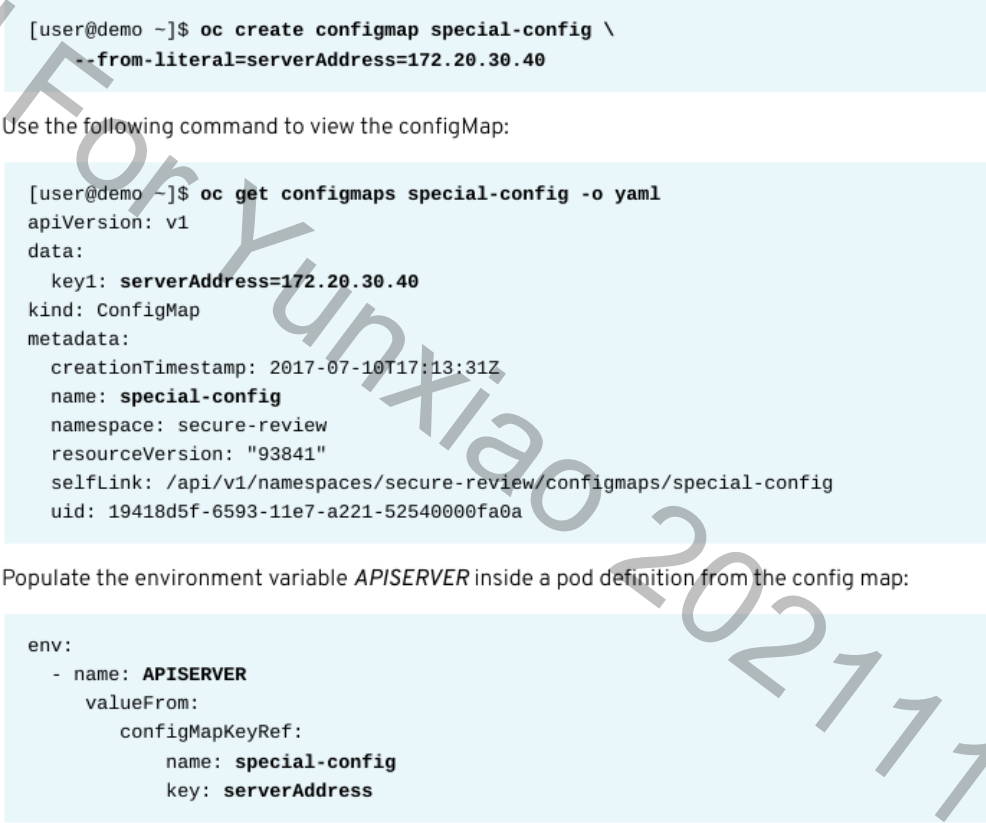 [user@demo ~]$ oc create configmap special-config \
    --from-literal=serverAddress=172.20.30.40
Use the following command to view the configMap:
[user@demo ~]$ oc get configmaps special-config -o yaml
apiVersion: v1
data:
  key1: serverAddress=172.20.30.40
kind: ConfigMap
metadata:
  creationTimestamp: 2017-07-10T17:13:31Z
  name: special-config
  namespace: secure-review
  resourceVersion: "93841"
  selfLink: /api/v1/namespaces/secure-review/configmaps/special-config
  uid: 19418d5f-6593-11e7-a221-52540000fa0a
Populate the environment variable APISERVER inside a pod definition from the config map:
env:
  - name: APISERVER
     valueFrom:
        configMapKeyRef:
            name: special-config
            key: serverAddress
For Yunxiao 202111